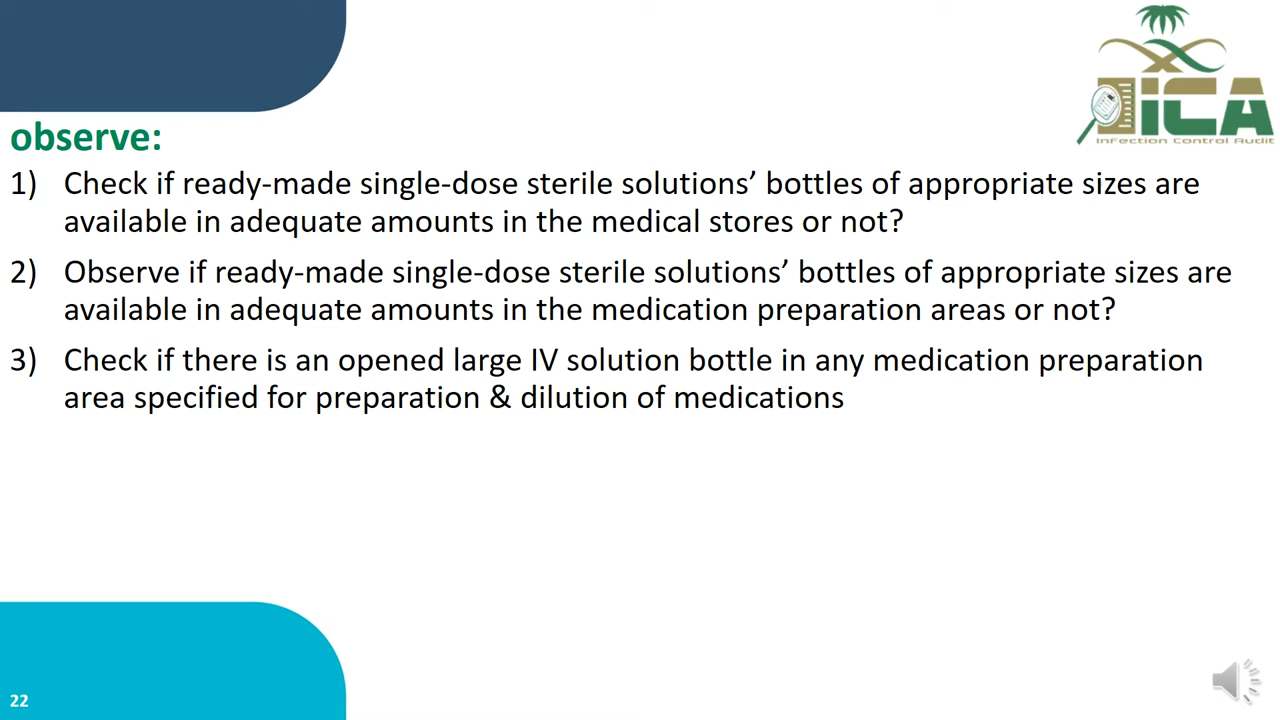 iCA
InFection Control Audit
observe:
1) Check if ready-made single-dose sterile solutions’ bottles of appropriate sizes are
available in adequate amounts in the medical stores or not?
2) Observe if ready-made single-dose sterile solutions’ bottles of appropriate sizes are
available in adequate amounts in the medication preparation areas or not?
3) Check if there is an opened large IV solution bottle in any medication preparation
area specified for preparation & dilution of medications
22